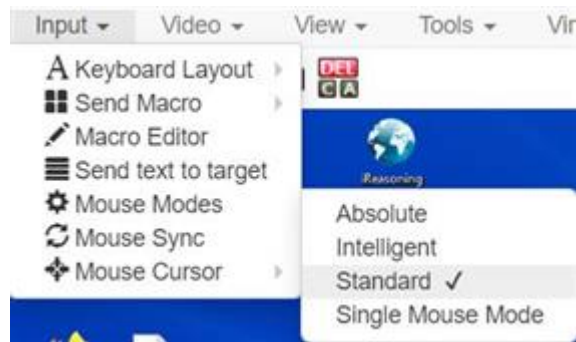 Input Video View Tools Vir
A Keyboard Layout
DEL
C A
Send Macro
Macro Editor
Send text to target
iReasoning
Mouse Modes
Mouse Sync
Mouse Cursor
Absolute
Intelligent
Standard ✓
Single Mouse Mode